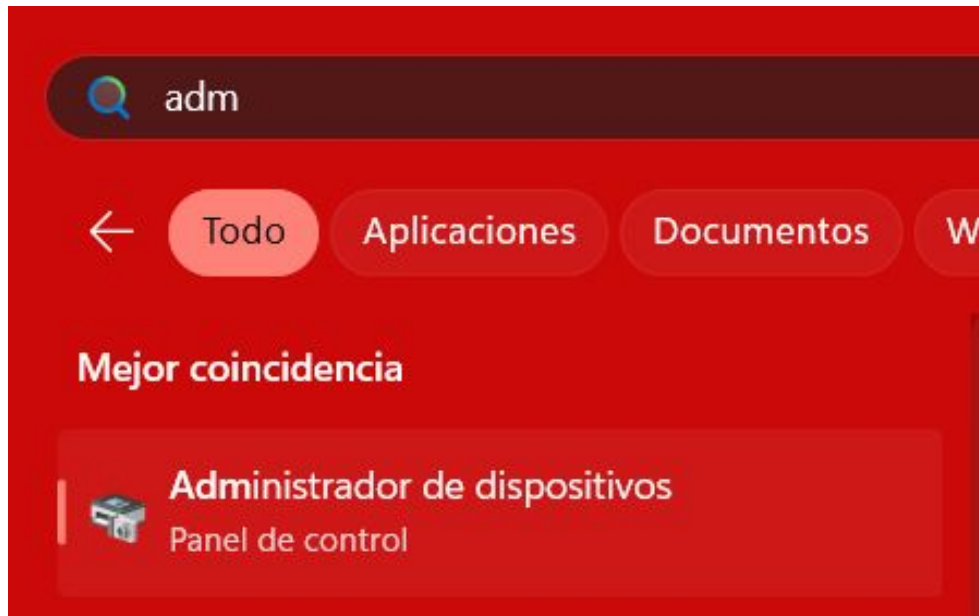 adm
Todo Aplicaciones Documentos W
Mejor coincidencia
Administrador de dispositivos
Panel de control